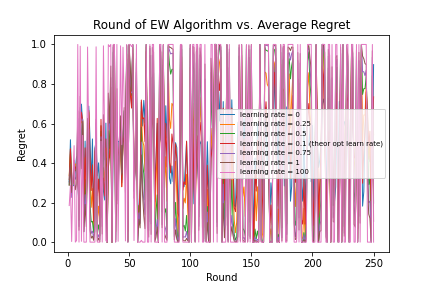 Round of EW Algorithm vs. Average Regret
1.0
0.8
0.6
0.4
0.2
0.0
Regret
learning rate = 0
learning rate = 0.25
learning rate = 0.5
learning rate = 0.1 (theor opt learn rate)
learning rate = 0.75
learning rate = 1
learning rate = 100
0 50 100 150 200 250
Round